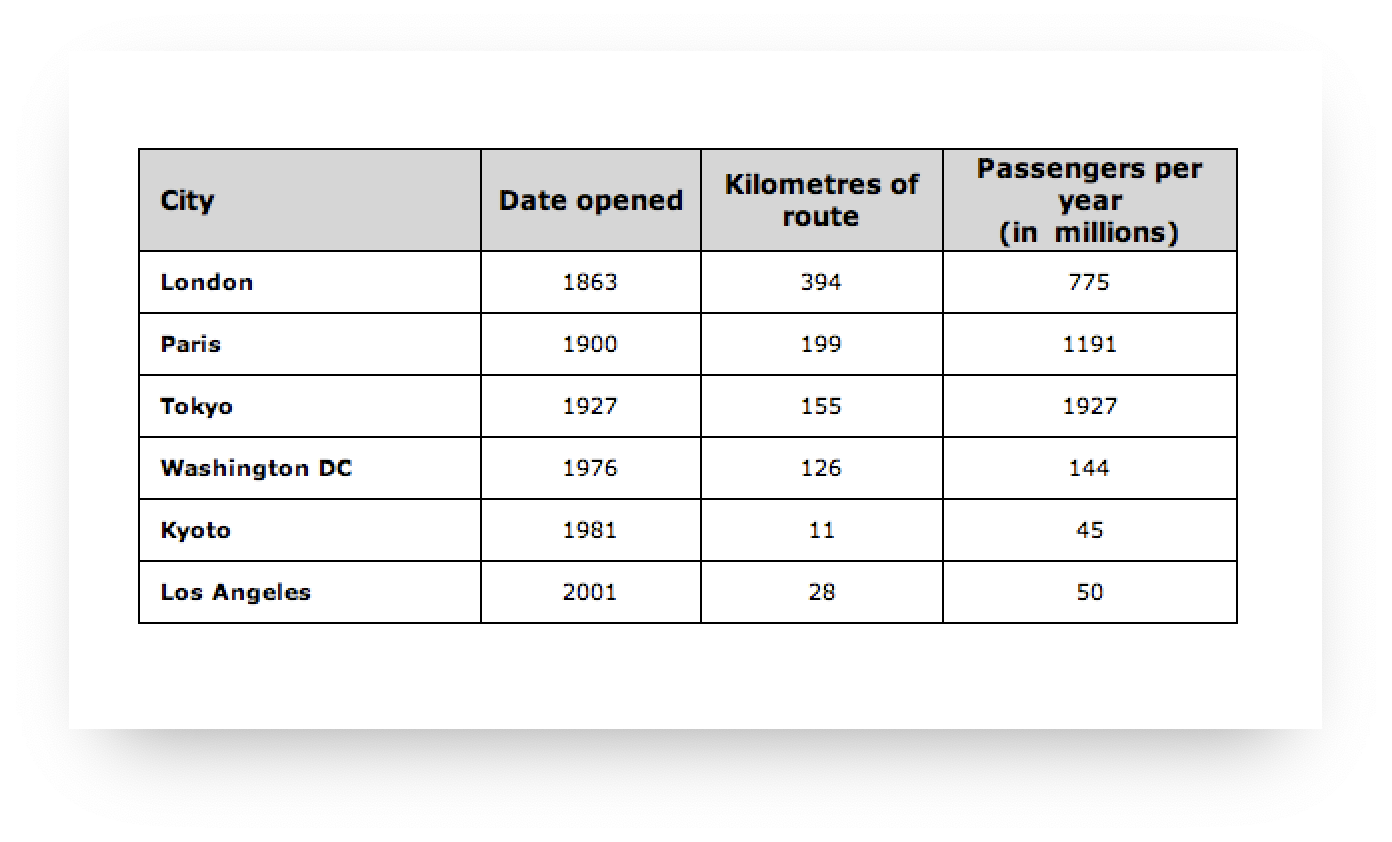 City Date opened Kilometres of route Passengers per year (in millions)
London 1863 394 775
Paris 1900 199 1191
Tokyo 1927 155 1927
Washington DC 1976 126 144
Kyoto 1981 11 45
Los Angeles 2001 28 50